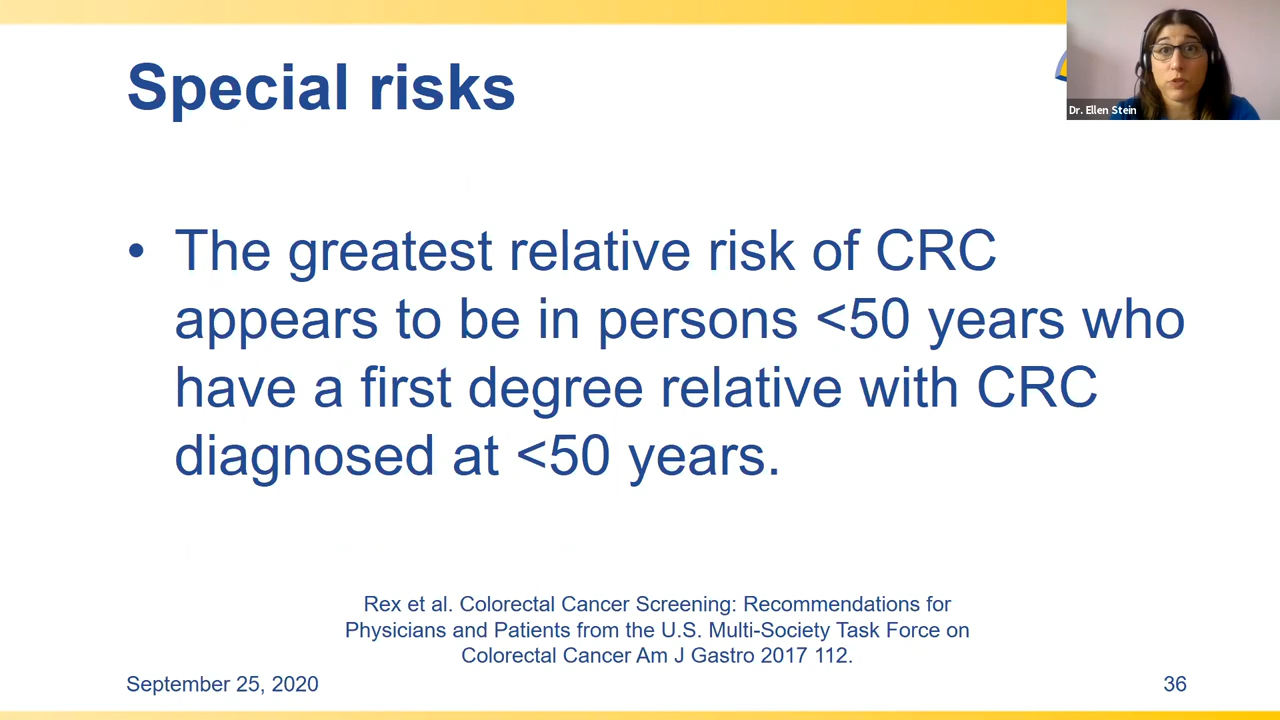 Special risks
Dr. Ellen Stein
• The greatest relative risk of CRC
appears to be in persons <50 years who
have a first degree relative with CRC
diagnosed at <50 years.
Rex et al. Colorectal Cancer Screening: Recommendations for
Physicians and Patients from the U.S. Multi-Society Task Force on
Colorectal Cancer Am J Gastro 2017 112.
September 25, 2020
36